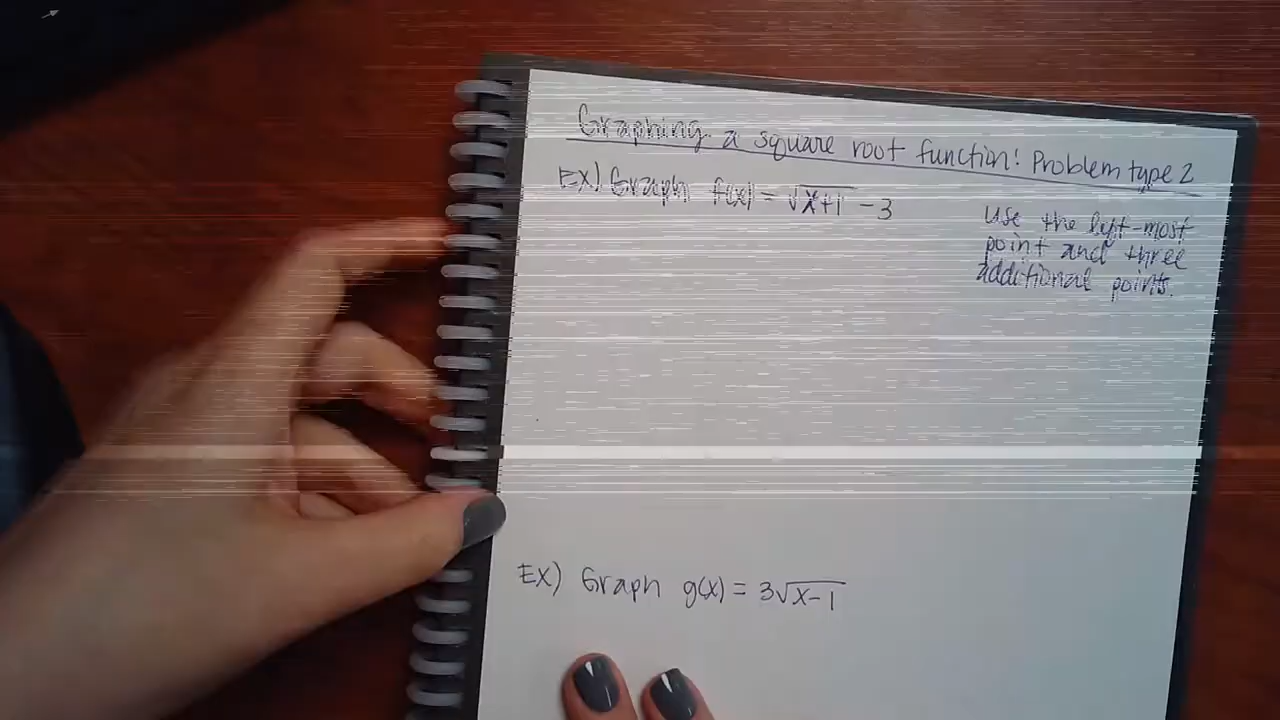 Graphing a square root function: Problem type 2
Ex) Graph f(x) = √x+1 - 3
Use the left-most
point and three
additional points.
Ex) Graph g(x) = 3√x-1